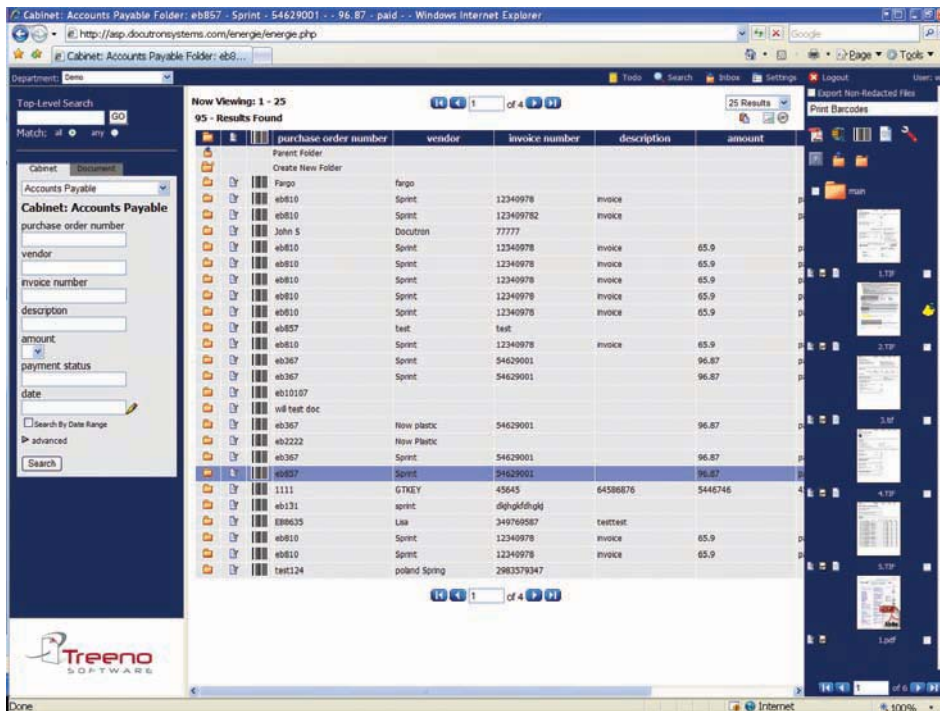 Cabinet: Accounts Payable Folder: eb857 - Sprint - 54629001 - - 96.87 - paid - - Windows Internet Explorer
http://asp.docutronsystems.com/energie/energie.php
Google
Cabinet: Accounts Payable Folder: eb8...
Page Tools
Department: Demo
Todo Search Inbox Settings Logout User:
Top-Level Search
GO
Match: all any
Cabinet Document
Accounts Payable
Cabinet: Accounts Payable
purchase order number
vendor
invoice number
description
amount
payment status
date
Search By Date Range
advanced
Search
Treeno
SOFTWARE
Now Viewing: 1 - 25
1 of 4
25 Results
95 - Results Found
purchase order number vendor invoice number description amount
Parent Folder
Create New Folder
Fargo fargo
eb810 Sprint 12340978 invoice
eb810 Sprint 123409782 invoice
John S Docutron 77777
eb810 Sprint 12340978 invoice 65.9
eb810 Sprint 12340978 invoice 65.9
eb810 Sprint 12340978 invoice 65.9
eb810 Sprint 12340978 invoice 65.9
eb810 Sprint 12340978 invoice 65.9
eb857 test test
eb810 Sprint 12340978 invoice 65.9
eb367 Sprint 54629001 96.87
eb367 Sprint 54629001 96.87
eb10107
will test doc
eb367 Now plastic 54629001 96.87
eb2222 Now Plastic
eb367 Sprint 54629001 96.87
eb857 Sprint 54629001 96.87
1111 GTKEY 45645 64586876 5446746
eb131 sprint
EB8635 Lisa 349769587 testtest
eb810 Sprint 12340978 invoice 65.9
eb810 Sprint 12340978 invoice 65.9
test124 poland Spring 2983579347
1 of 4
Export Non-Redacted Files
Print Barcodes
main
1.TIF
2.TIF
3.tif
4.TIF
5.TIF
1.pdf
1 of 6
Done
Internet
100%